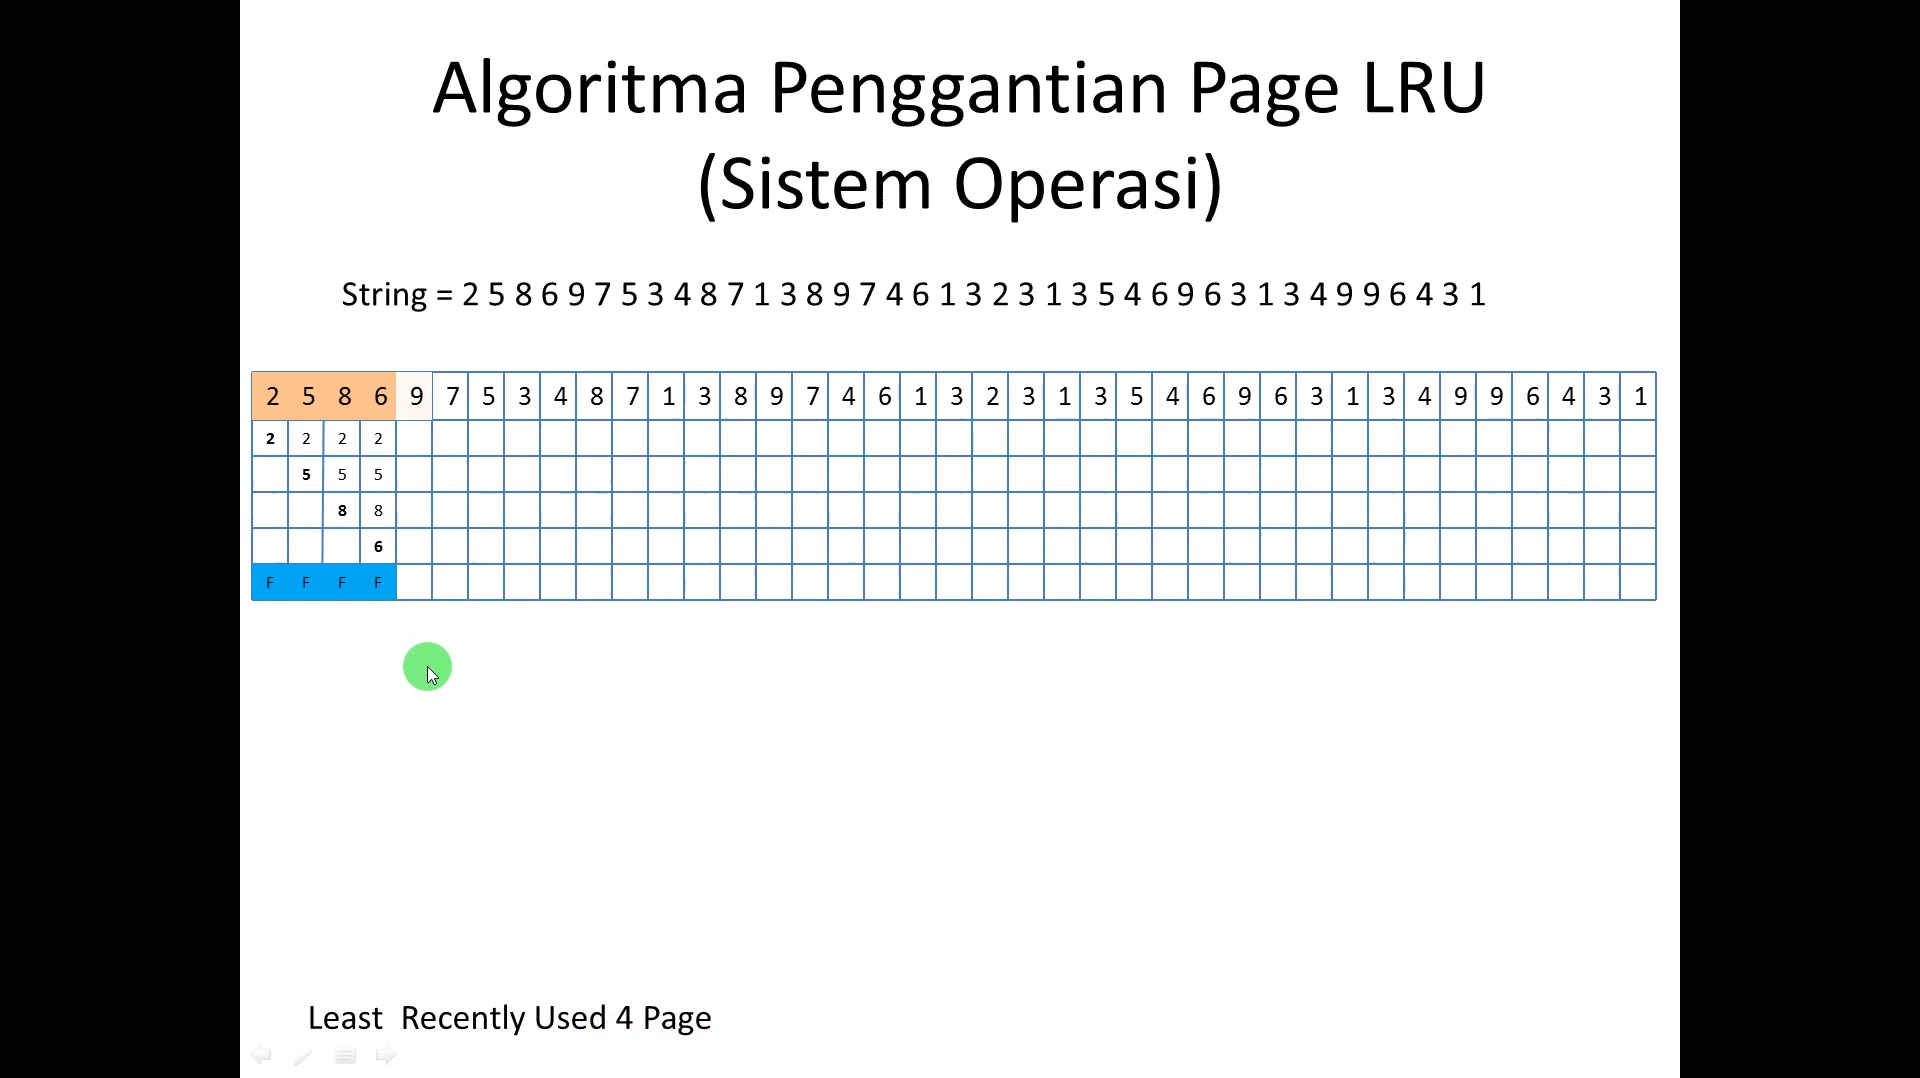 Algoritma Penggantian Page LRU
(Sistem Operasi)
String = 2 5 8 6 9 7 5 3 4 8 7 1 3 8 9 7 4 6 1 3 2 3 1 3 5 4 6 9 6 3 1 3 4 9 9 6 4 3 1
2 5 8 6 9 7 5 3 4 8 7 1 3 8 9 7 4 6 1 3 2 3 1 3 5 4 6 9 6 3 1 3 4 9 9 6 4 3 1
2 2 2 2
5 5 5
8 8
6
F F F F
Least Recently Used 4 Page